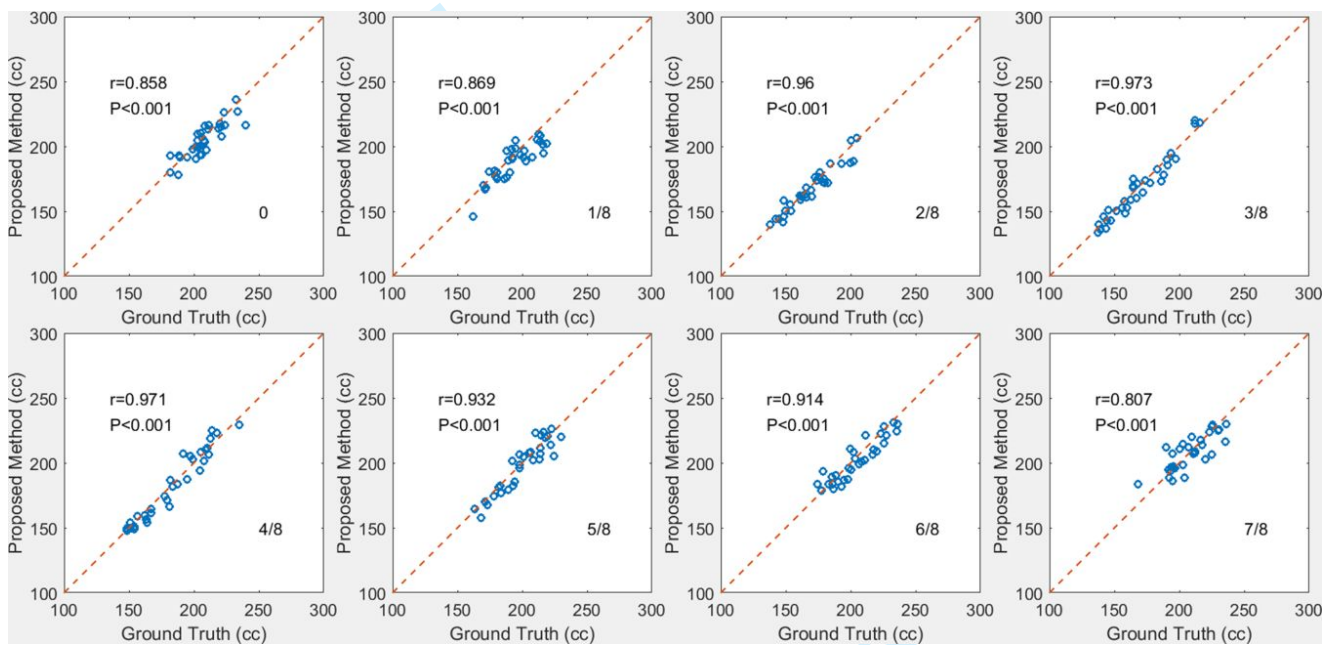 300
250
200
150
100
Proposed Method (cc)
r=0.858
P<0.001
0
100 150 200 250 300
Ground Truth (cc)
300
250
200
150
100
Proposed Method (cc)
r=0.869
P<0.001
1/8
100 150 200 250 300
Ground Truth (cc)
300
250
200
150
100
Proposed Method (cc)
r=0.96
P<0.001
2/8
100 150 200 250 300
Ground Truth (cc)
300
250
200
150
100
Proposed Method (cc)
r=0.973
P<0.001
3/8
100 150 200 250 300
Ground Truth (cc)
300
250
200
150
100
Proposed Method (cc)
r=0.971
P<0.001
4/8
100 150 200 250 300
Ground Truth (cc)
300
250
200
150
100
Proposed Method (cc)
r=0.932
P<0.001
5/8
100 150 200 250 300
Ground Truth (cc)
300
250
200
150
100
Proposed Method (cc)
r=0.914
P<0.001
6/8
100 150 200 250 300
Ground Truth (cc)
300
250
200
150
100
Proposed Method (cc)
r=0.807
P<0.001
7/8
100 150 200 250 300
Ground Truth (cc)